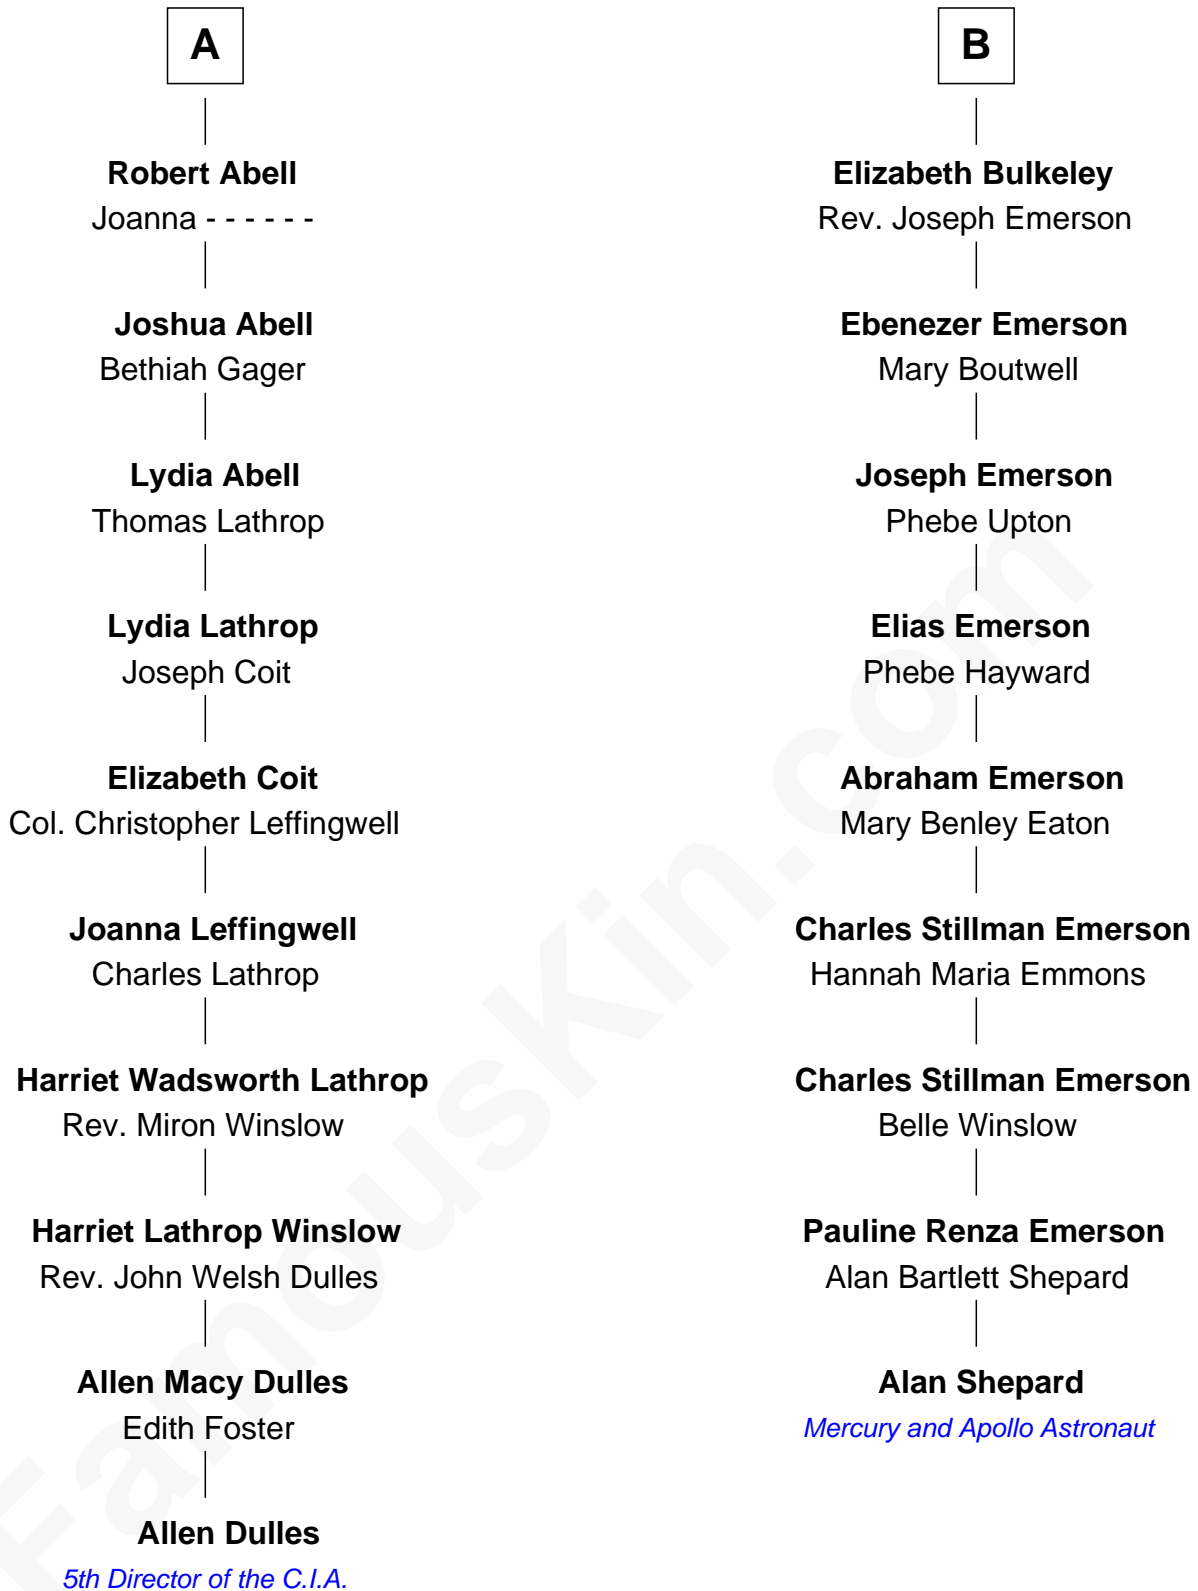 A
Robert Abell
Joanna - - - - - -
Joshua Abell
Bethiah Gager
Lydia Abell
Thomas Lathrop
Lydia Lathrop
Joseph Coit
Elizabeth Coit
Col. Christopher Leffingwell
Joanna Leffingwell
Charles Lathrop
Harriet Wadsworth Lathrop
Rev. Miron Winslow
Harriet Lathrop Winslow
Rev. John Welsh Dulles
Allen Macy Dulles
Edith Foster
Allen Dulles
5th Director of the C.I.A.
B
Elizabeth Bulkeley
Rev. Joseph Emerson
Ebenezer Emerson
Mary Boutwell
Joseph Emerson
Phebe Upton
Elias Emerson
Phebe Hayward
Abraham Emerson
Mary Benley Eaton
Charles Stillman Emerson
Hannah Maria Emmons
Charles Stillman Emerson
Belle Winslow
Pauline Renza Emerson
Alan Bartlett Shepard
Alan Shepard
Mercury and Apollo Astronaut
FamousKin.com